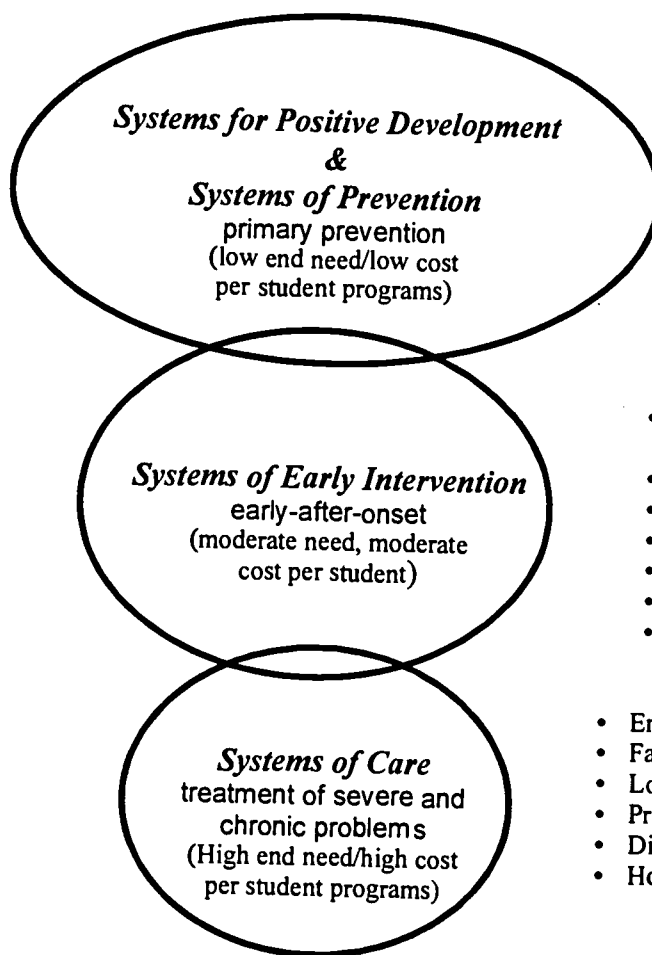 Systems for Positive Development
&
Systems of Prevention
primary prevention
(low end need/low cost
per student programs)
Systems of Early Intervention
early-after-onset
(moderate need, moderate
cost per student)
Systems of Care
treatment of severe and
chronic problems
(High end need/high cost
per student programs)